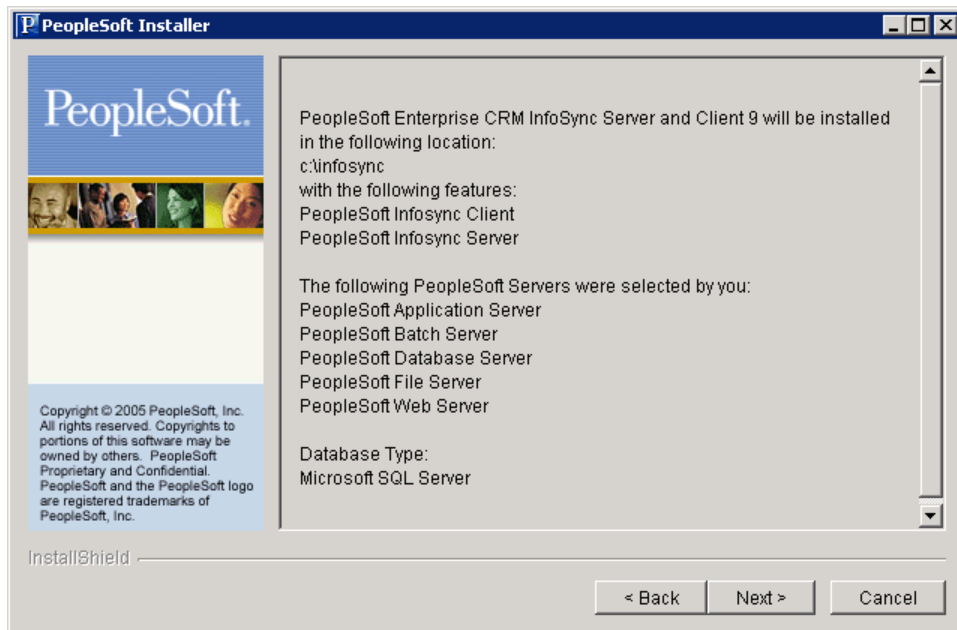 PeopleSoft Installer
PeopleSoft.
PeopleSoft Enterprise CRM InfoSync Server and Client 9 will be installed
in the following location:
c:\infosync
with the following features:
PeopleSoft Infosync Client
PeopleSoft Infosync Server
The following PeopleSoft Servers were selected by you:
PeopleSoft Application Server
PeopleSoft Batch Server
PeopleSoft Database Server
PeopleSoft File Server
PeopleSoft Web Server
Database Type:
Microsoft SQL Server
Copyright © 2005 PeopleSoft, Inc.
All rights reserved. Copyrights to
portions of this software may be
owned by others. PeopleSoft
Proprietary and Confidential.
PeopleSoft and the PeopleSoft logo
are registered trademarks of
PeopleSoft, Inc.
InstallShield
< Back Next > Cancel